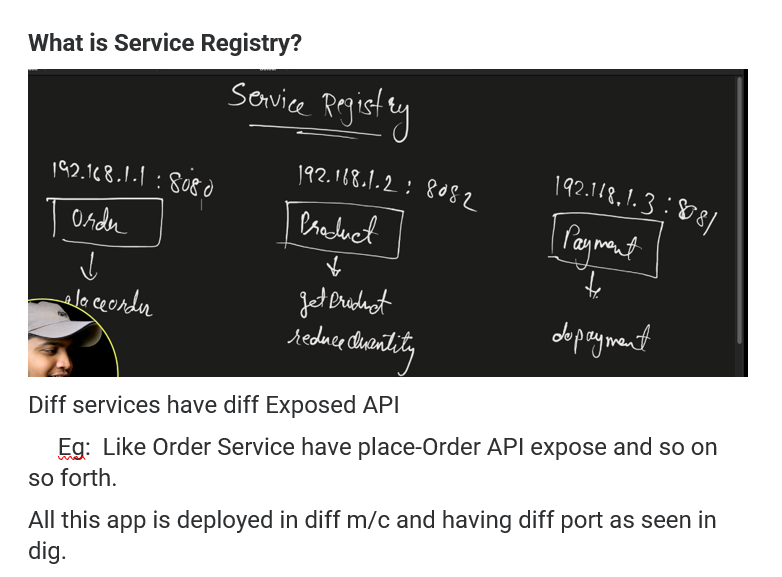 What is Service Registry?
Service Registry
192.168.1.1 : 8080
192.168.1.2 : 8082
192.168.1.3 : 8081
Order
Product
Payment
placeorder
getProduct
reduceQuantity
dopayment
Diff services have diff Exposed API
Eg: Like Order Service have place-Order API expose and so on
so forth.
All this app is deployed in diff m/c and having diff port as seen in
dig.